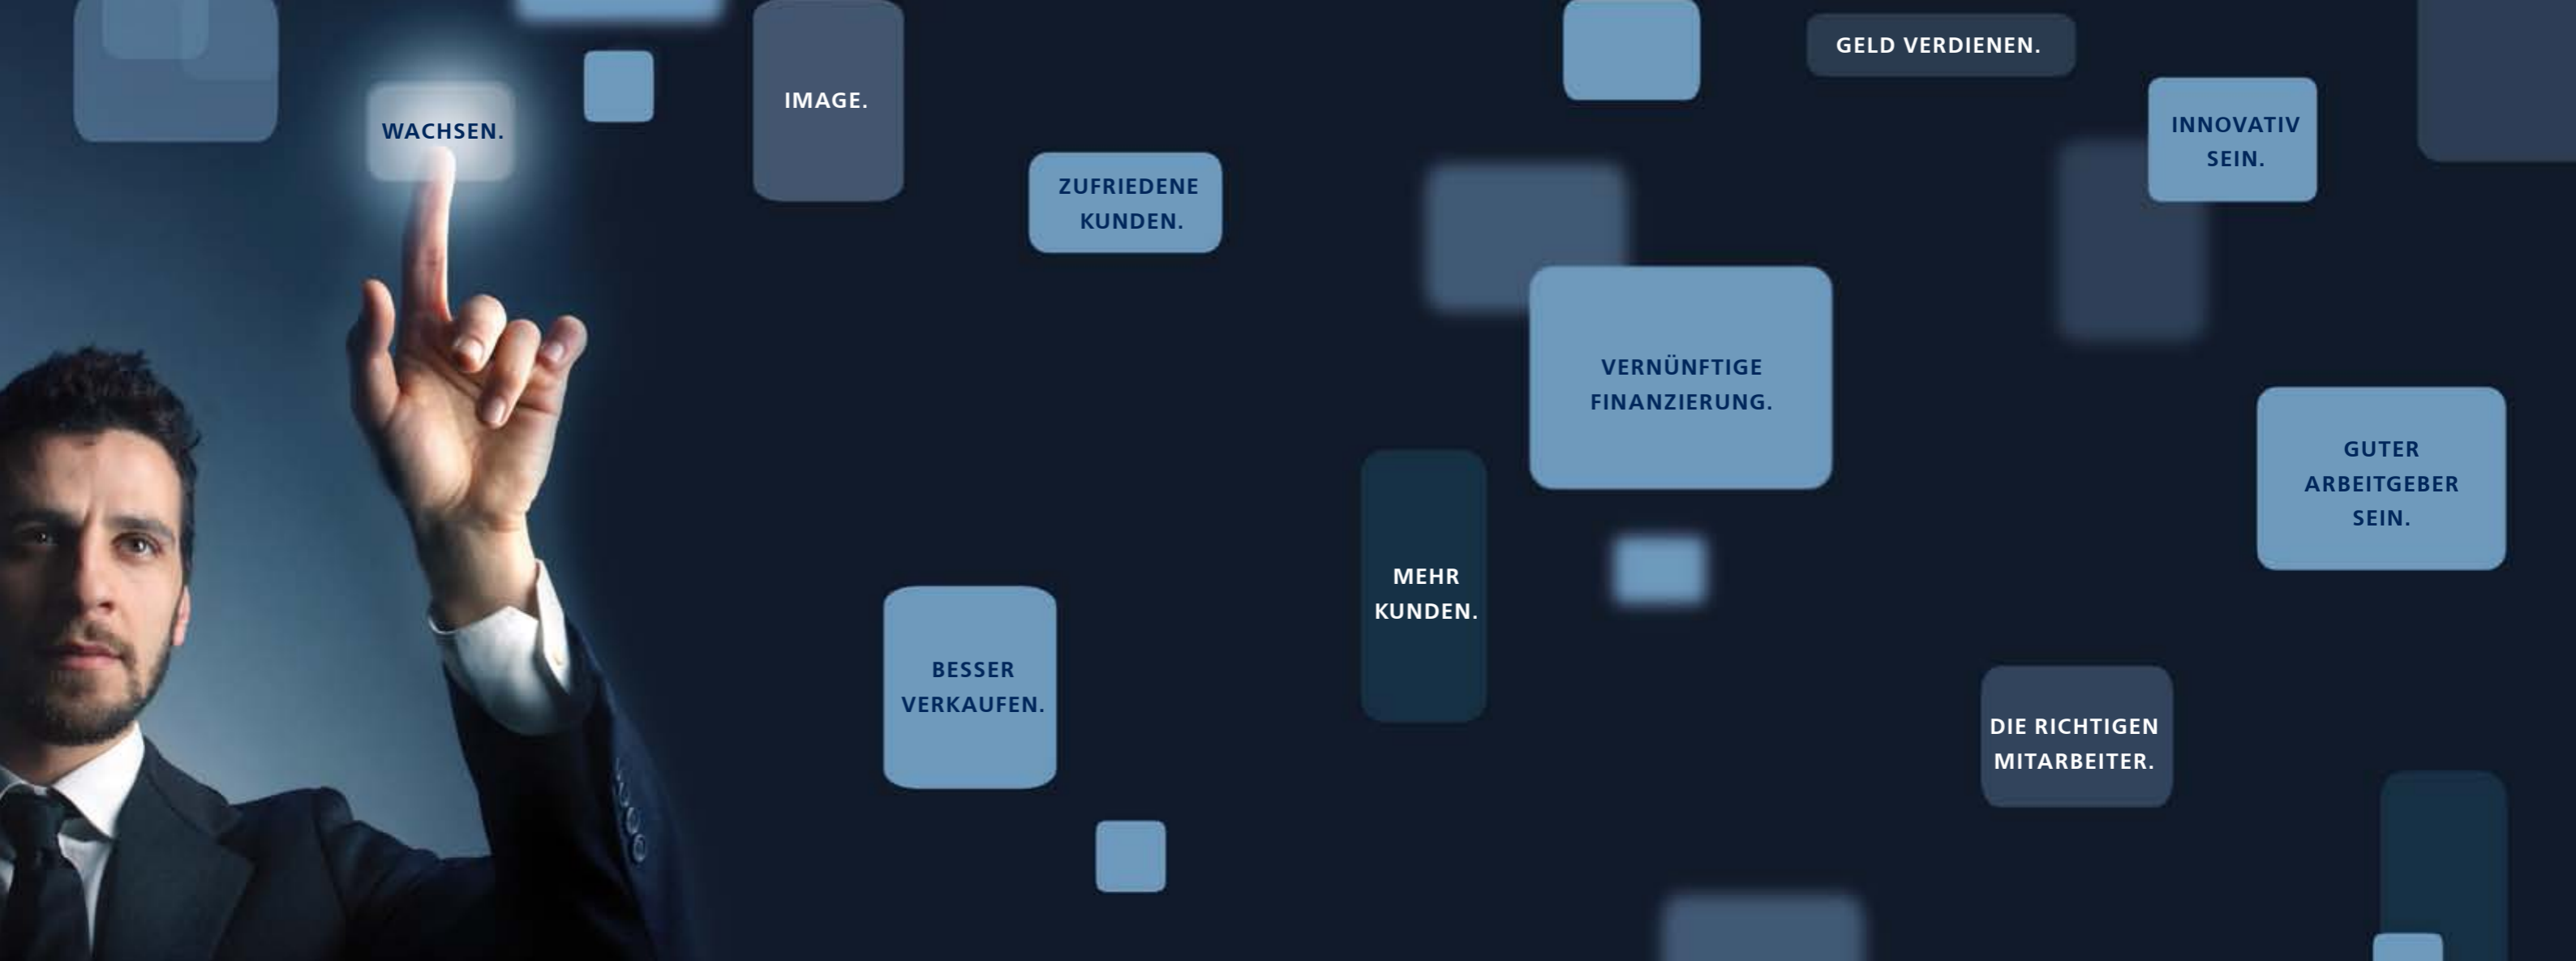 WACHSEN.
IMAGE.
ZUFRIEDENE
KUNDEN.
GELD VERDIENEN.
INNOVATIV
SEIN.
VERNÜNFTIGE
FINANZIERUNG.
GUTER
ARBEITGEBER
SEIN.
MEHR
KUNDEN.
BESSER
VERKAUFEN.
DIE RICHTIGEN
MITARBEITER.